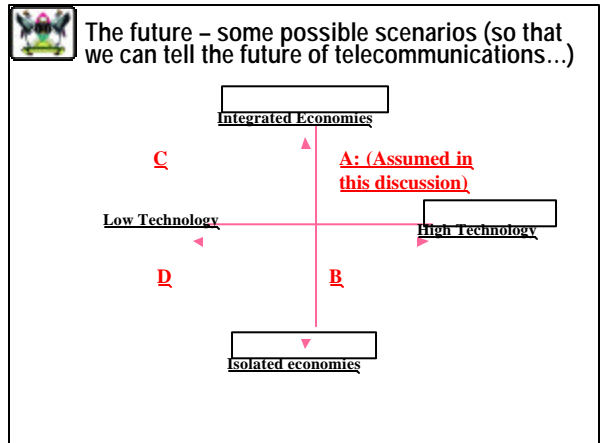 The future – some possible scenarios (so that
we can tell the future of telecommunications...)
Integrated Economies
C
A: (Assumed in
this discussion)
Low Technology
High Technology
D
B
Isolated economies